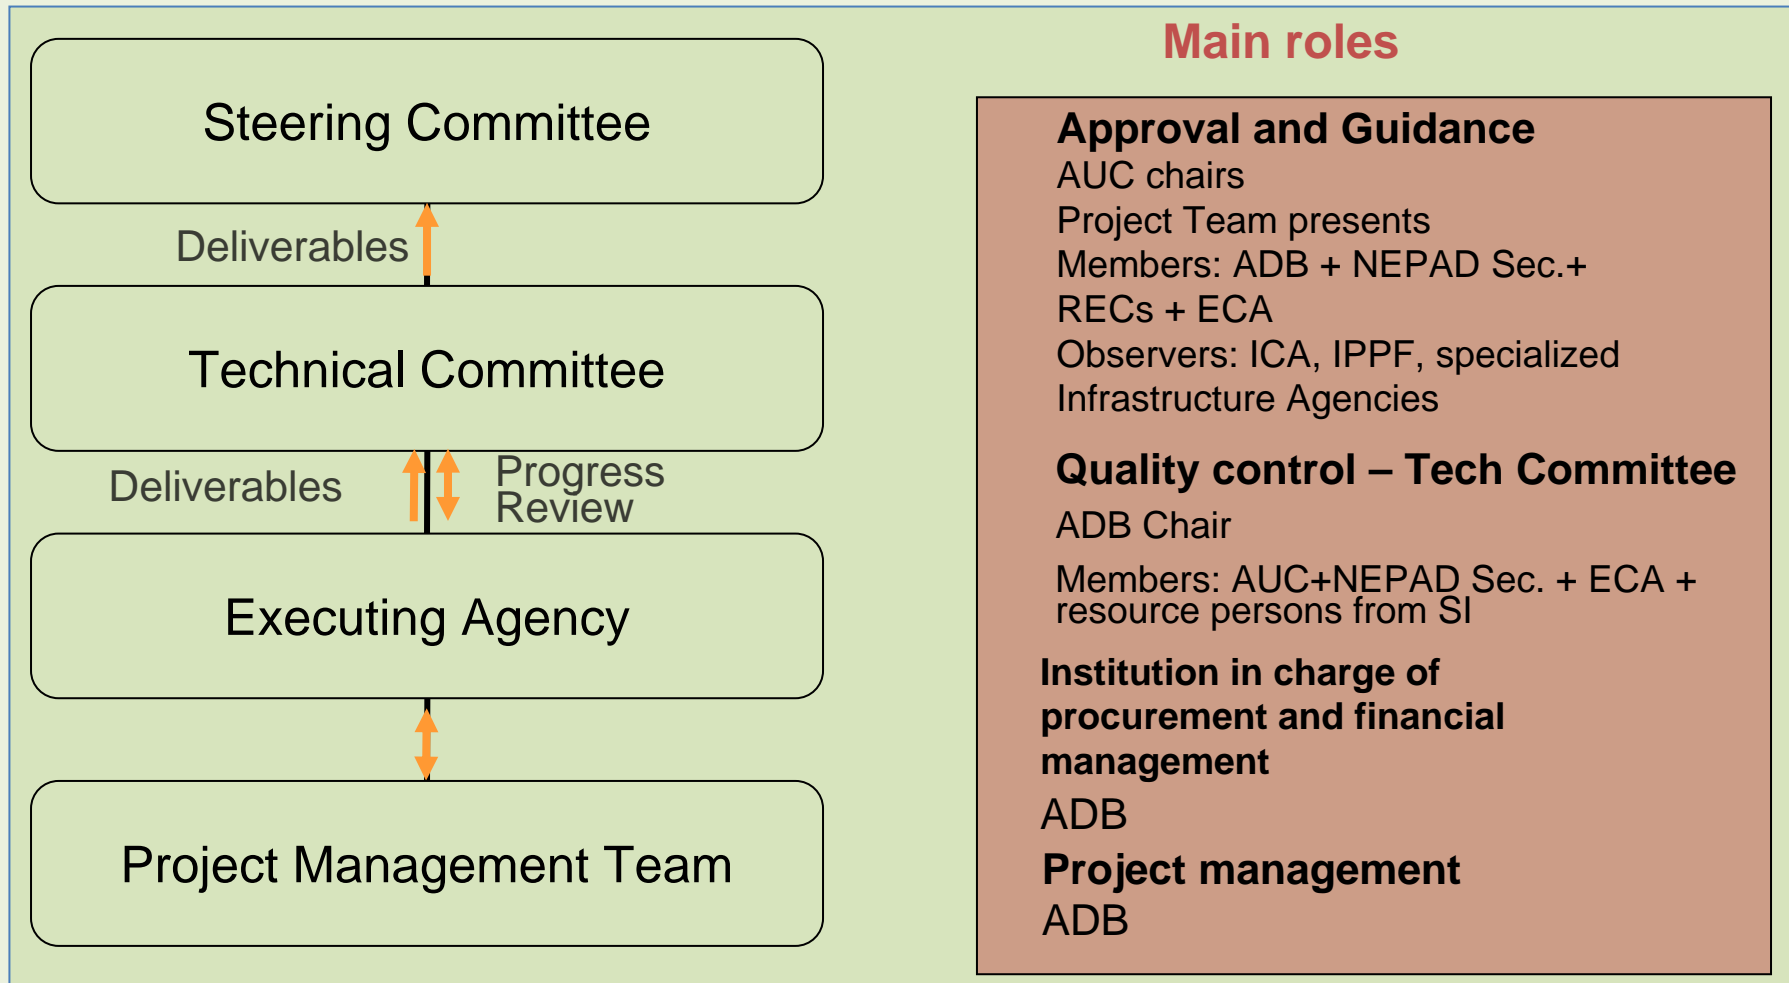 Main roles
Steering Committee
Deliverables
Technical Committee
Deliverables
Progress
Review
Executing Agency
Project Management Team
Approval and Guidance
AUC chairs
Project Team presents
Members: ADB + NEPAD Sec.+
RECs + ECA
Observers: ICA, IPPF, specialized
Infrastructure Agencies
Quality control – Tech Committee
ADB Chair
Members: AUC+NEPAD Sec. + ECA +
resource persons from SI
Institution in charge of
procurement and financial
management
ADB
Project management
ADB